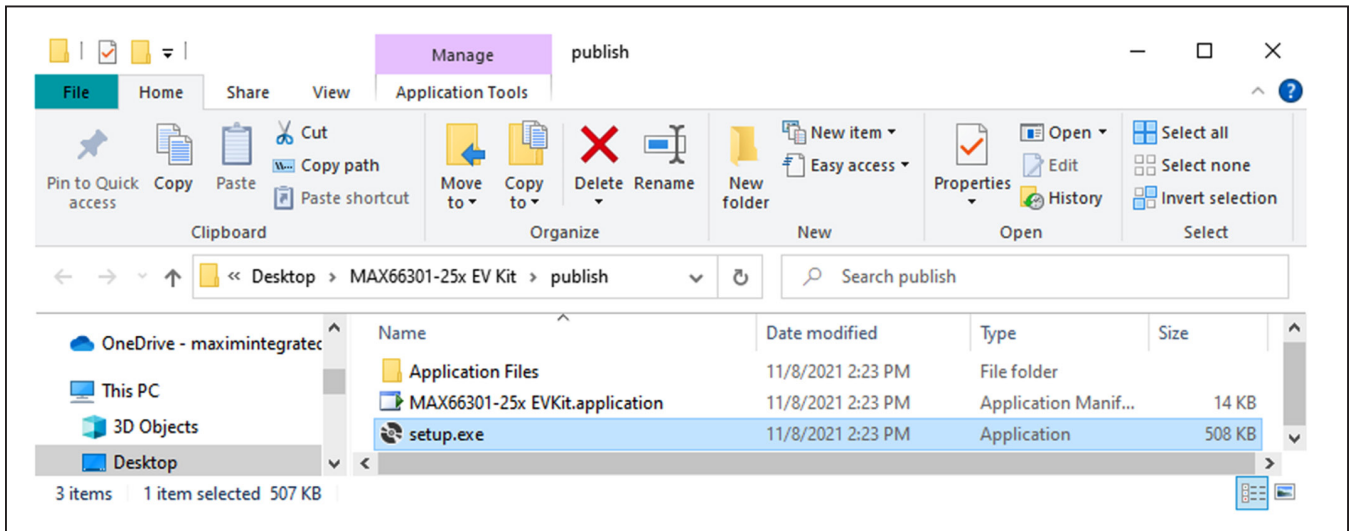 Manage publish
File Home Share View Application Tools
Pin to Quick access
Copy
Paste
Cut
Copy path
Paste shortcut
Clipboard
Move to
Copy to
Delete
Rename
Organize
New folder
New item
Easy access
New
Properties
Open
Edit
History
Open
Select all
Select none
Invert selection
Select
« Desktop > MAX66301-25x EV Kit > publish
Search publish
OneDrive - maximintegrated
This PC
3D Objects
Desktop
Name Date modified Type Size
Application Files 11/8/2021 2:23 PM File folder
MAX66301-25x EVKit.application 11/8/2021 2:23 PM Application Manif... 14 KB
setup.exe 11/8/2021 2:23 PM Application 508 KB
3 items 1 item selected 507 KB